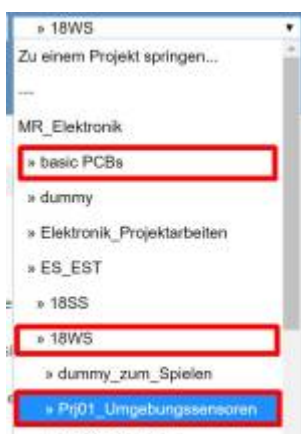 » 18WS
Zu einem Projekt springen...
---
MR_Elektronik
» basic PCBs
» dummy
» Elektronik_Projektarbeiten
» ES_EST
» 18SS
» 18WS
» dummy_zum_Spielen
» Prj01_Umgebungssensoren